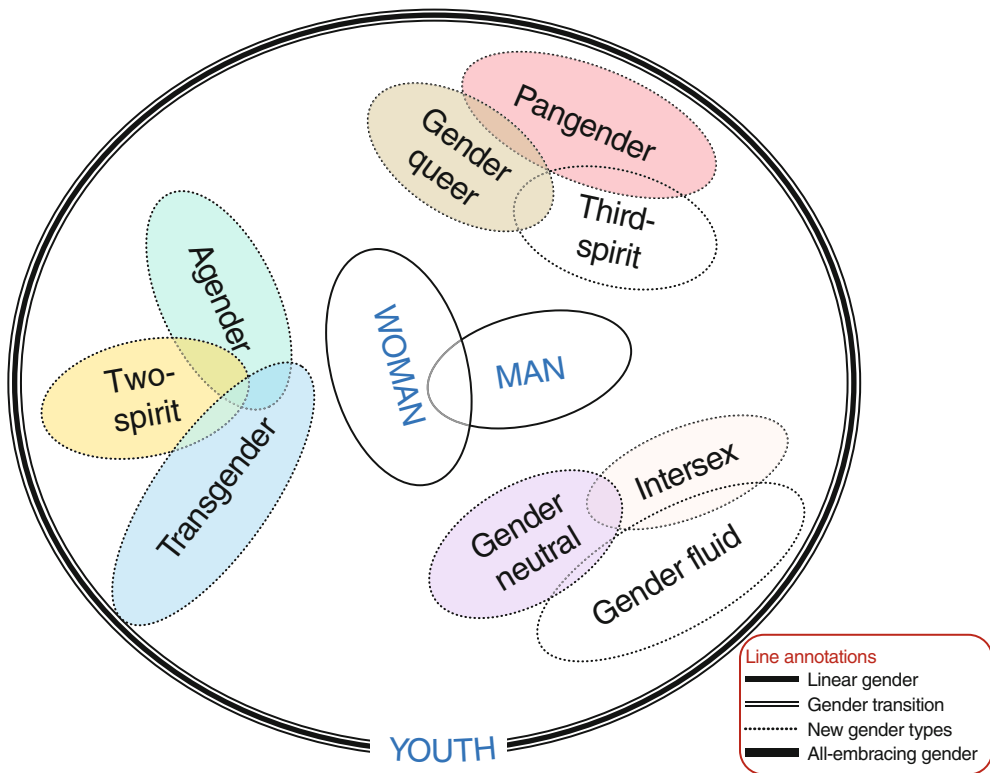 Pangender
Gender
queer
Third-
spirit
Agender
Two-
spirit
Transgender
WOMAN
MAN
Intersex
Gender
neutral
Gender fluid
YOUTH
Line annotations
Linear gender
Gender transition
New gender types
All-embracing gender